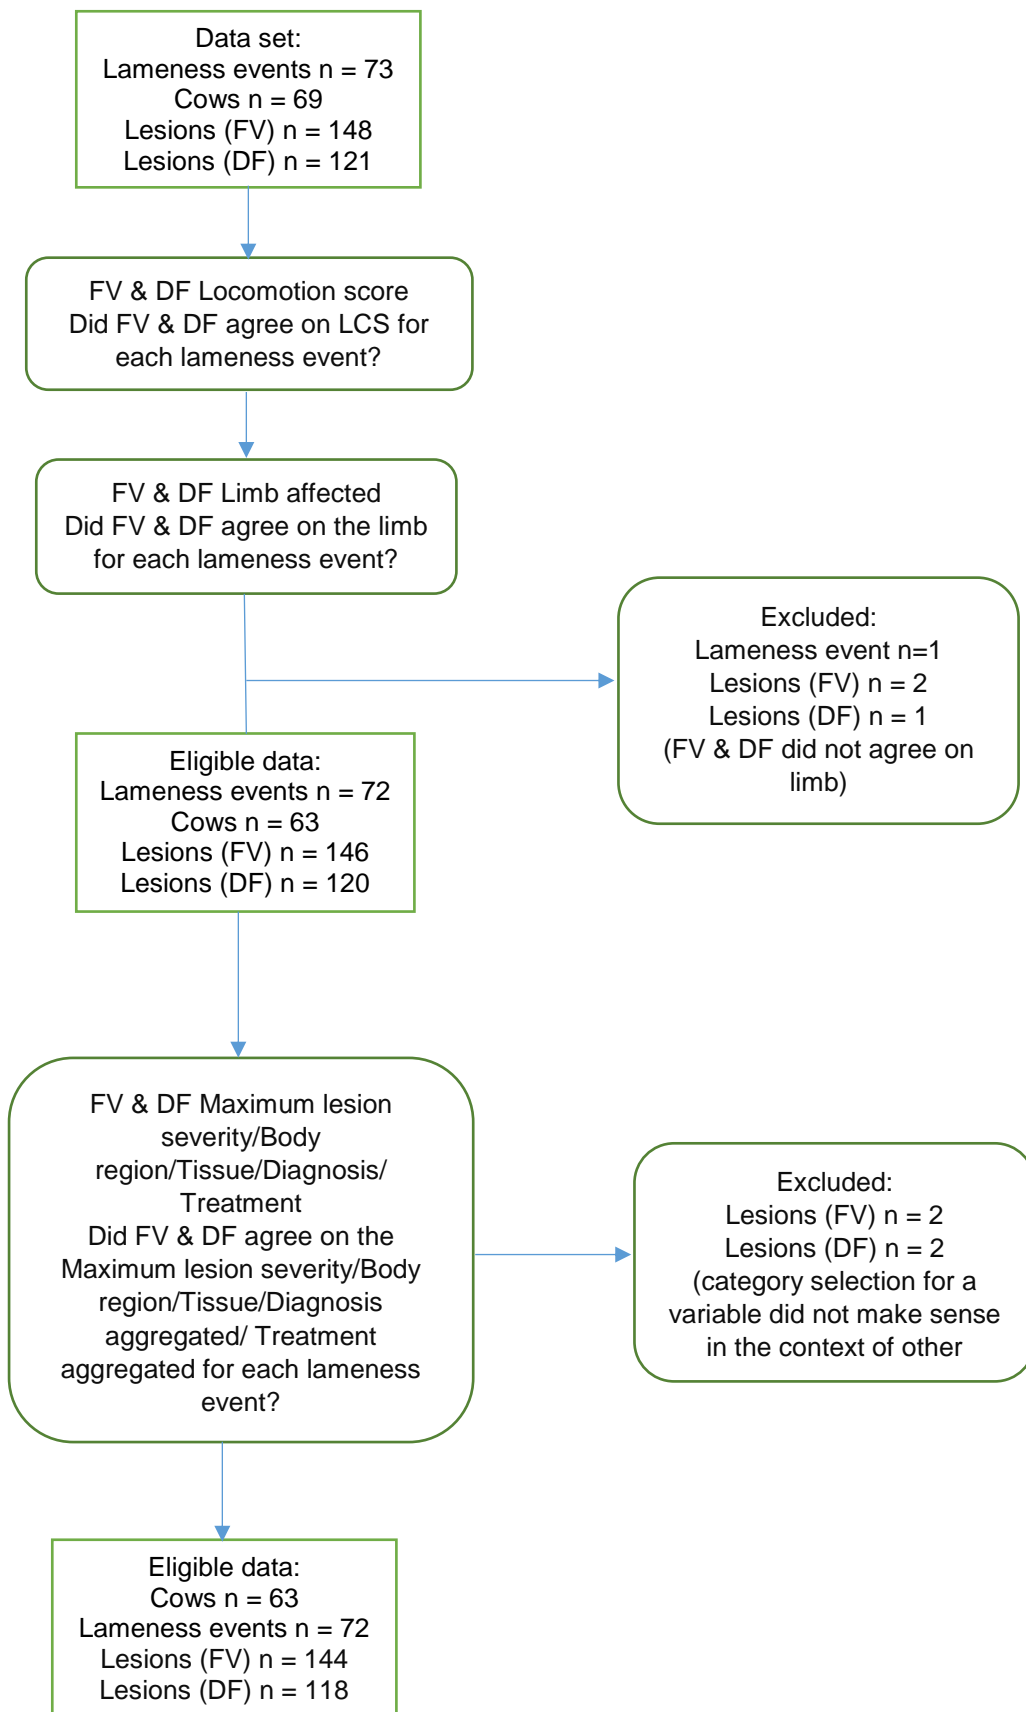 Data set:
Lameness events n = 73
Cows n = 69
Lesions (FV) n = 148
Lesions (DF) n = 121
FV & DF Locomotion score
Did FV & DF agree on LCS for
each lameness event?
FV & DF Limb affected
Did FV & DF agree on the limb
for each lameness event?
Excluded:
Lameness event n=1
Lesions (FV) n = 2
Lesions (DF) n = 1
(FV & DF did not agree on
limb)
Eligible data:
Lameness events n = 72
Cows n = 63
Lesions (FV) n = 146
Lesions (DF) n = 120
FV & DF Maximum lesion
severity/Body
region/Tissue/Diagnosis/
Treatment
Did FV & DF agree on the
Maximum lesion severity/Body
region/Tissue/Diagnosis
aggregated/ Treatment
aggregated for each lameness
event?
Excluded:
Lesions (FV) n = 2
Lesions (DF) n = 2
(category selection for a
variable did not make sense
in the context of other
Eligible data:
Cows n = 63
Lameness events n = 72
Lesions (FV) n = 144
Lesions (DF) n = 118